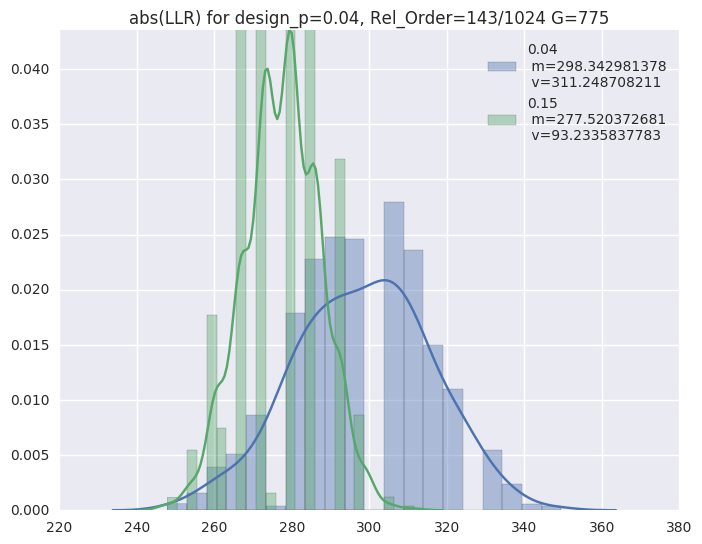 abs(LLR) for design_p=0.04, Rel_Order=143/1024 G=775
0.04
m=298.342981378
v=311.248708211
0.15
m=277.520372681
v=93.2335837783
0.040
0.035
0.030
0.025
0.020
0.015
0.010
0.005
0.000
220 240 260 280 300 320 340 360 380